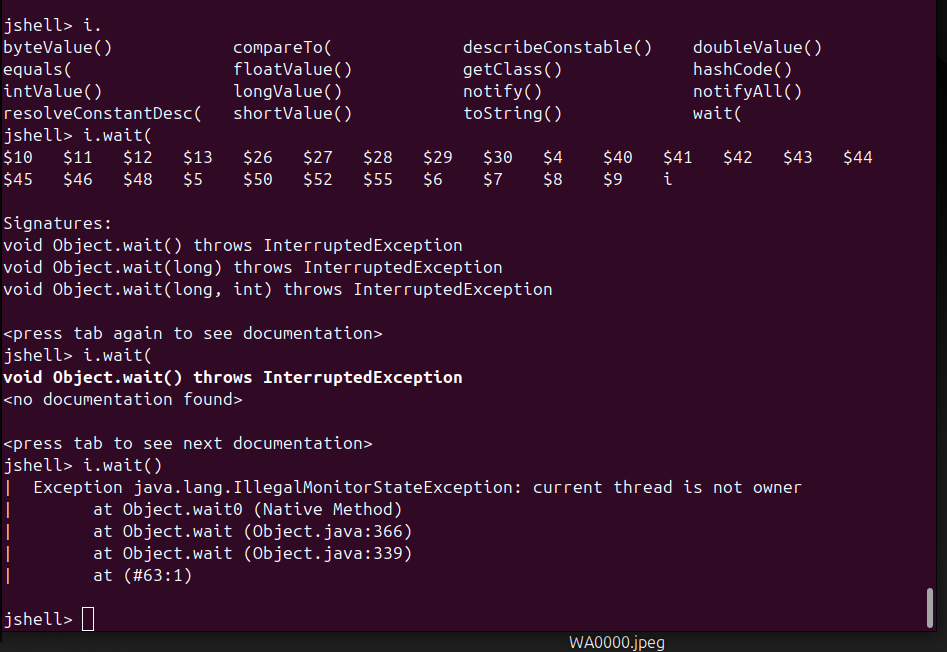 jshell> i.
byteValue()            compareTo(             describeConstable()    doubleValue()
equals(                floatValue()           getClass()             hashCode()
intValue()             longValue()            notify()               notifyAll()
resolveConstantDesc(   shortValue()           toString()             wait(
jshell> i.wait(
$10   $11   $12   $13   $26   $27   $28   $29   $30   $4    $40   $41   $42   $43   $44
$45   $46   $48   $5    $50   $52   $55   $6    $7    $8    $9    i
Signatures:
void Object.wait() throws InterruptedException
void Object.wait(long) throws InterruptedException
void Object.wait(long, int) throws InterruptedException
<press tab again to see documentation>
jshell> i.wait(
void Object.wait() throws InterruptedException
<no documentation found>
<press tab to see next documentation>
jshell> i.wait()
|  Exception java.lang.IllegalMonitorStateException: current thread is not owner
|        at Object.wait0 (Native Method)
|        at Object.wait (Object.java:366)
|        at Object.wait (Object.java:339)
|        at (#63:1)
jshell>
WA0000.jpeg